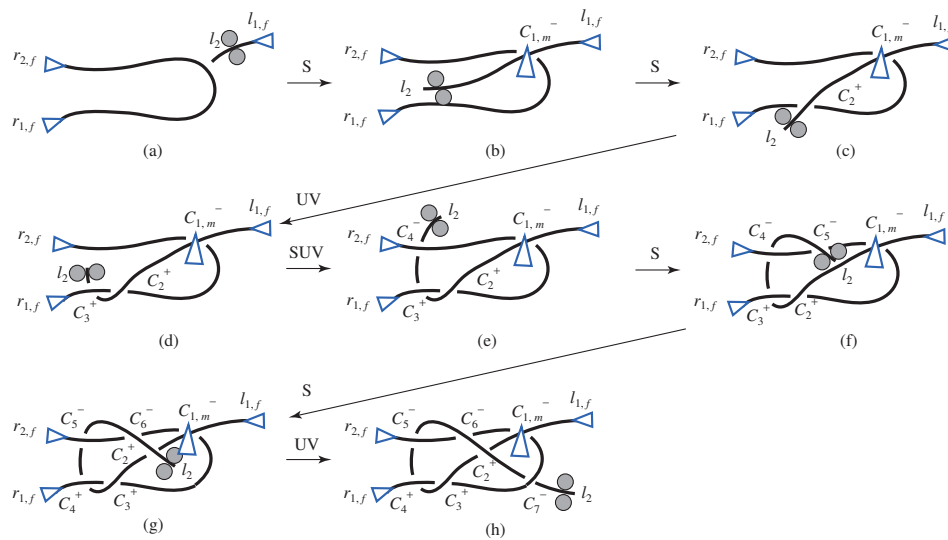 l₂ l₁,f
r₂,f
r₁,f
(a)
S
r₂,f C₁,m⁻ l₁,f
l₂
r₁,f
(b)
S
r₂,f C₁,m⁻ l₁,f
C₂⁺
r₁,f
l₂
(c)
UV
r₂,f C₁,m⁻ l₁,f
l₂ C₂⁺
r₁,f C₃⁺
(d)
SUV
l₂
r₂,f C₄⁻ C₁,m⁻ l₁,f
C₂⁺
r₁,f C₃⁺
(e)
S
r₂,f C₄⁻ C₅⁻ C₁,m⁻ l₁,f
l₂
r₁,f C₃⁺ C₂⁺
(f)
S
r₂,f C₅⁻ C₆⁻ C₁,m⁻ l₁,f
C₂⁺ l₂
r₁,f C₄⁺ C₃⁺
(g)
UV
r₂,f C₅⁻ C₆⁻ C₁,m⁻ l₁,f
C₂⁺
r₁,f C₄⁺ C₃⁺ C₇⁻ l₂
(h)